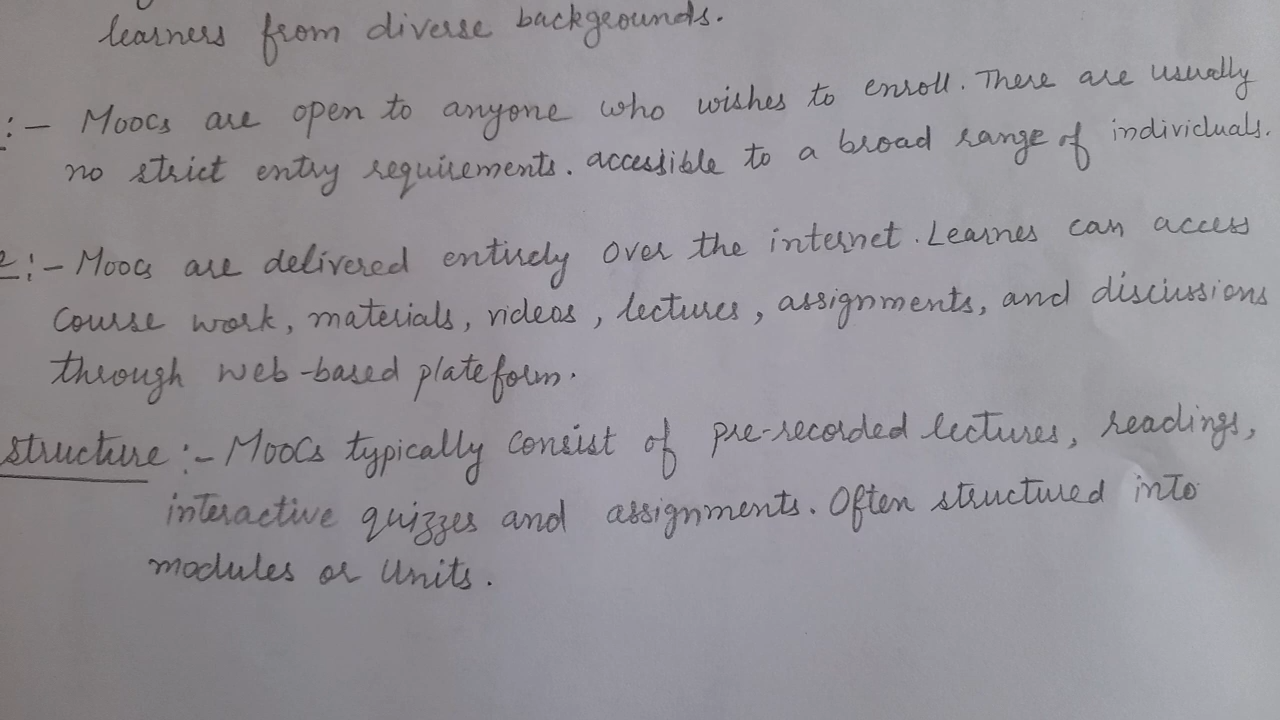 learners from diverse backgrounds.
:- MOOCs are open to anyone who wishes to enroll. There are usually
no strict entry requirements. accessible to a broad range of individuals.
e:- MOOCs are delivered entirely over the internet. Learnes can access
course work, materials, videos, lectures, assignments, and discussions
through web-based plateform.
structure:- MOOCs typically consist of pre-recorded lectures, readings,
interactive quizzes and assignments. Often structured into
modules or Units.